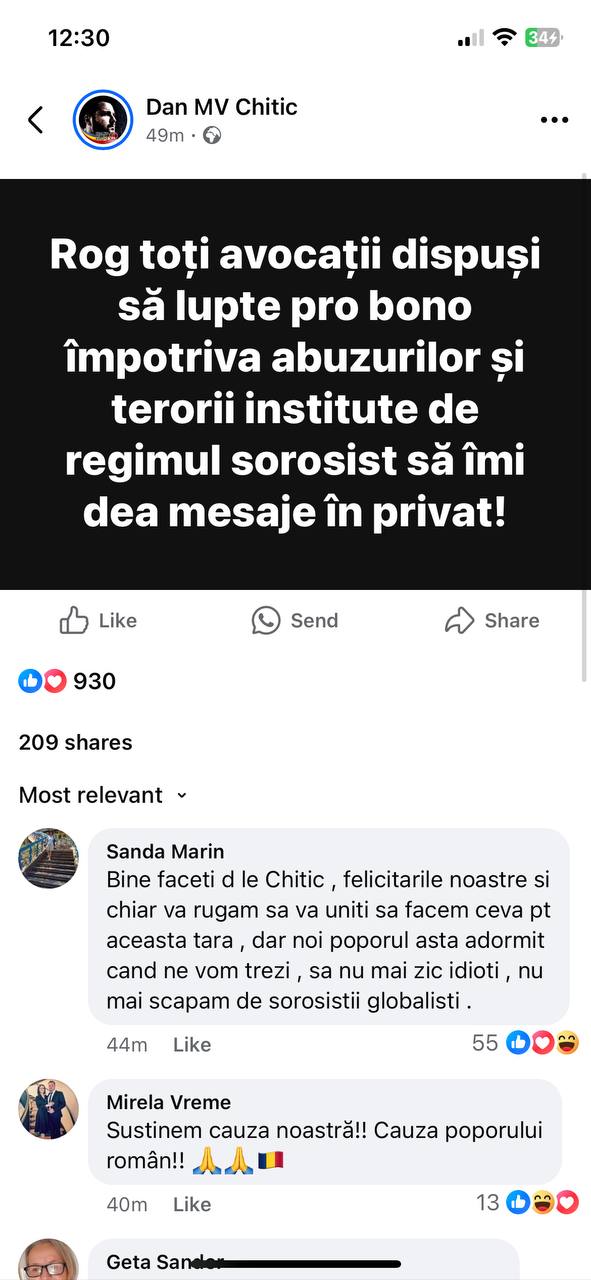 12:30
34
Dan MV Chitic
49m ·
Rog toți avocații dispuși
să lupte pro bono
împotriva abuzurilor și
terorii institute de
regimul sorosist să îmi
dea mesaje în privat!
Like
Send
Share
930
209 shares
Most relevant
Sanda Marin
Bine faceti d le Chitic , felicitarile noastre si
chiar va rugam sa va uniti sa facem ceva pt
aceasta tara , dar noi poporul asta adormit
cand ne vom trezi , sa nu mai zic idioti , nu
mai scapam de sorosistii globalisti .
44m Like 55
Mirela Vreme
Sustinem cauza noastră!! Cauza poporului
român!! 🙏🙏🇷🇴
40m Like 13
Geta Sandor